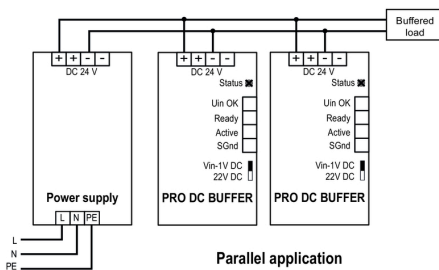 Buffered
load
+ + - -
DC 24 V
+ + - -
DC 24 V
+ + - -
DC 24 V
Status
Status
Uin OK
Ready
Active
SGnd
Uin OK
Ready
Active
SGnd
Vin-1V DC
22V DC
Vin-1V DC
22V DC
Power supply
PRO DC BUFFER
PRO DC BUFFER
L N PE
L
N
PE
Parallel application